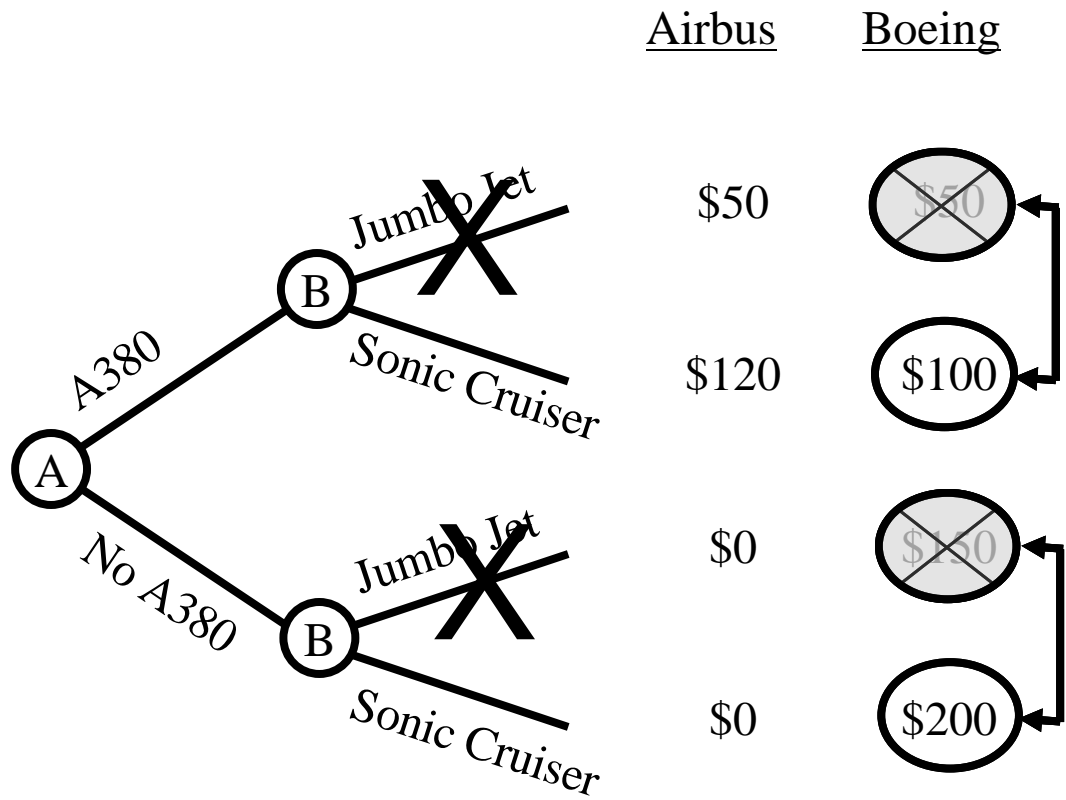 Airbus Boeing
Jumbo Jet
$50 $50
B
A380
Sonic Cruiser
$120 $100
A
No A380
Jumbo Jet
$0 $150
B
Sonic Cruiser
$0 $200